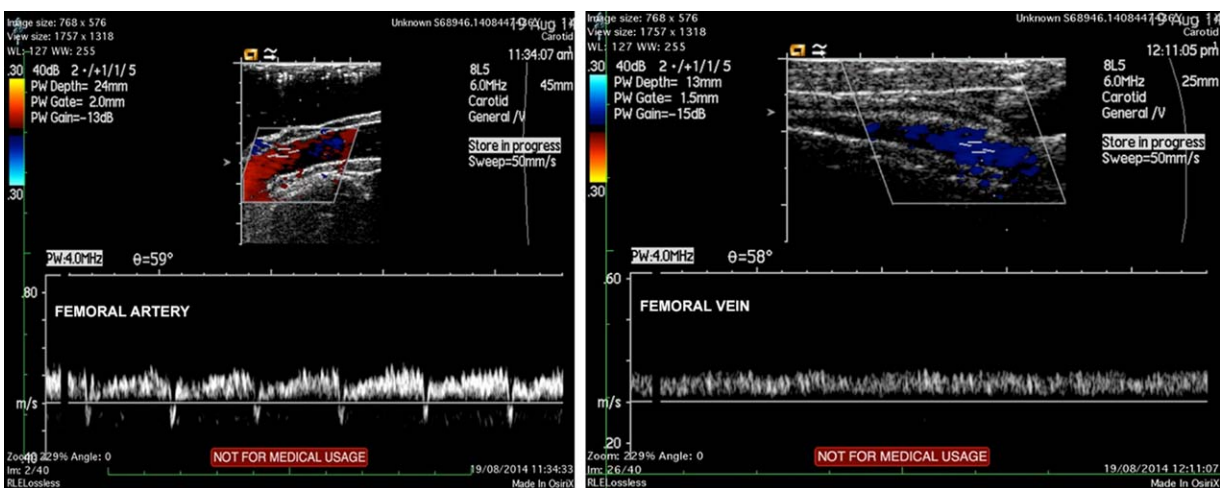 Image size: 768 x 576
View size: 1757 x 1318
WL: 127 WW: 255
19 Aug 14
Carotid
11:34:07 am
.30
40dB 2 •/+1/1/ 5
PW Depth= 24mm
PW Gate= 2.0mm
PW Gain=-13dB
.30
8L5
6.0MHz 45mm
Carotid
General /V
Store in progress
Sweep=50mm/s
PW:4.0MHz θ=59°
.80
FEMORAL ARTERY
m/s
.40
Zoom: 229% Angle: 0
Im: 2/40
RLELossless
NOT FOR MEDICAL USAGE
19/08/2014 11:34:33
Made In OsiriX
Image size: 768 x 576
View size: 1757 x 1318
WL: 127 WW: 255
19 Aug 14
Carotid
12:11:05 pm
.30
40dB 2 •/+1/1/ 5
PW Depth= 13mm
PW Gate= 1.5mm
PW Gain=-15dB
.30
8L5
6.0MHz 25mm
Carotid
General /V
Store in progress
Sweep=50mm/s
PW:4.0MHz θ=58°
.60
FEMORAL VEIN
m/s
.20
Zoom: 229% Angle: 0
Im: 26/40
RLELossless
NOT FOR MEDICAL USAGE
19/08/2014 12:11:07
Made In OsiriX